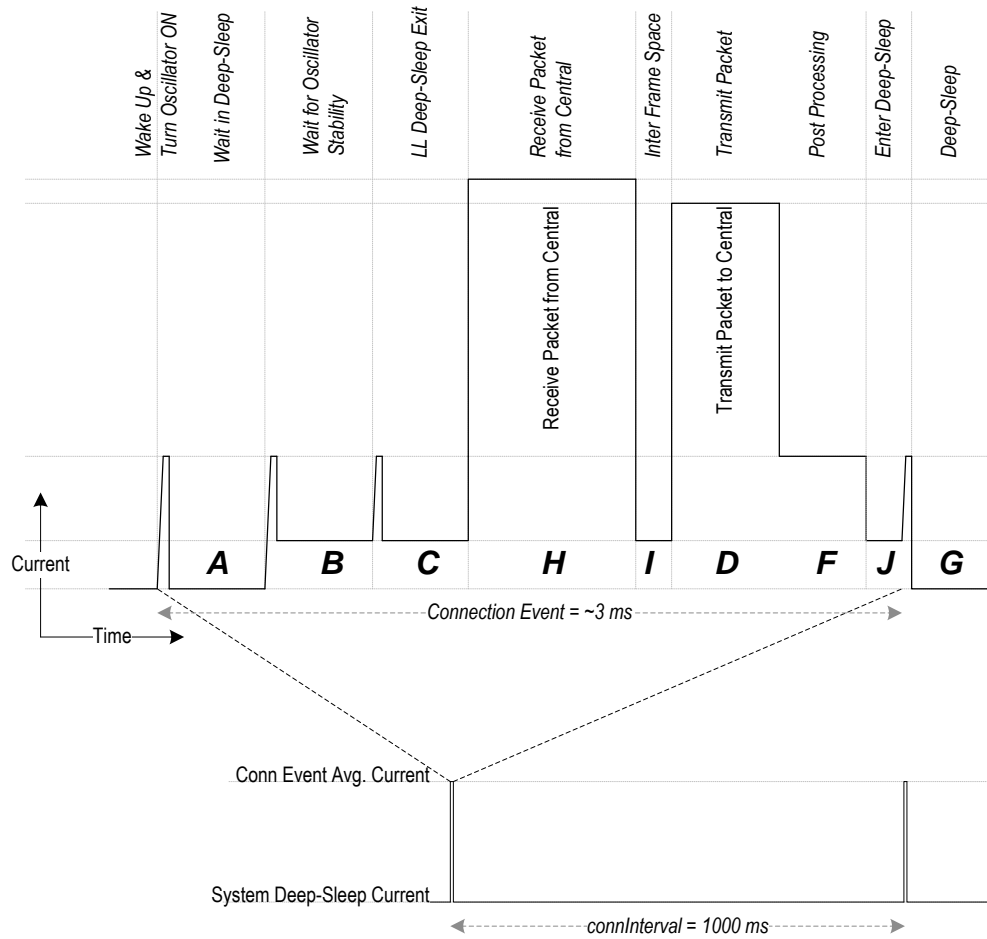 Wake Up &
Turn Oscillator ON
Wait in Deep-Sleep
Wait for Oscillator
Stability
LL Deep-Sleep Exit
Receive Packet
from Central
Inter Frame Space
Transmit Packet
Post Processing
Enter Deep-Sleep
Deep-Sleep
Receive Packet from Central
Transmit Packet to Central
Current
A
B
C
H
I
D
F
J
G
Connection Event = ~3 ms
Time
Conn Event Avg. Current
System Deep-Sleep Current
connInterval = 1000 ms